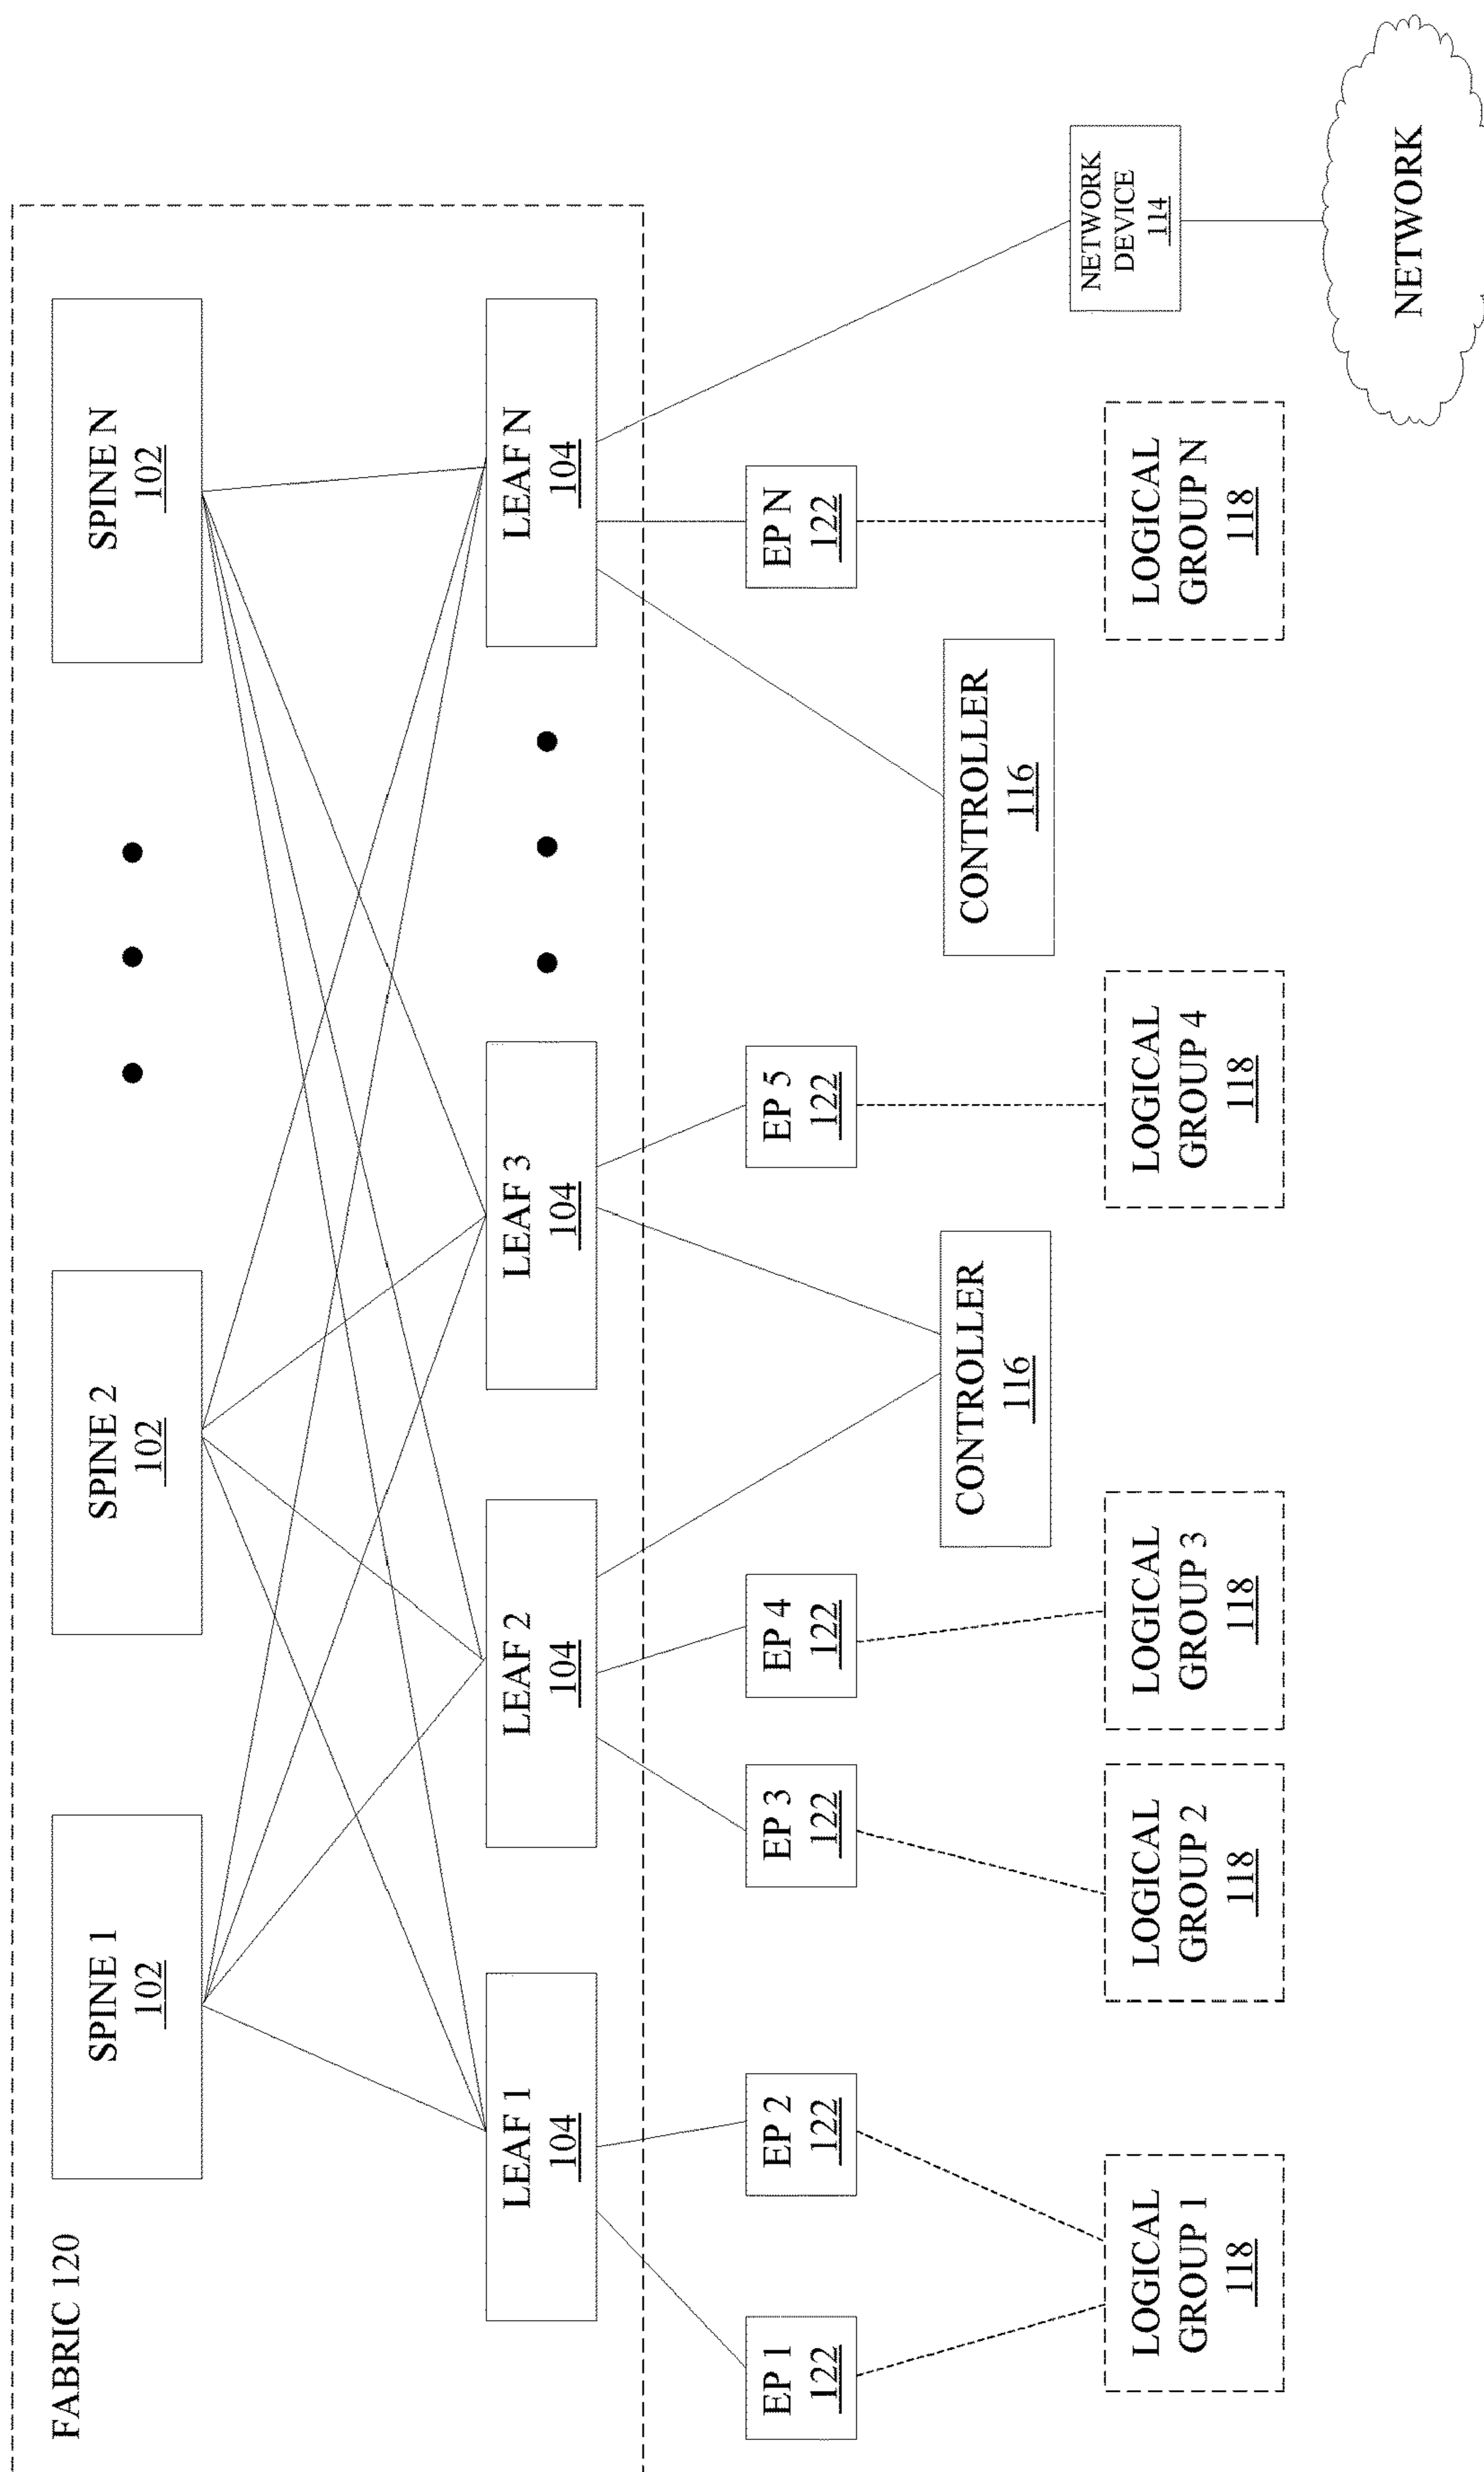 FABRIC 120
SPINE 1
102
SPINE 2
102
SPINE N
102
LEAF 1
104
LEAF 2
104
LEAF 3
104
LEAF N
104
EP 1
122
EP 2
122
EP 3
122
EP 4
122
EP 5
122
EP N
122
CONTROLLER
116
CONTROLLER
116
NETWORK
DEVICE
114
LOGICAL
GROUP 1
118
LOGICAL
GROUP 2
118
LOGICAL
GROUP 3
118
LOGICAL
GROUP 4
118
LOGICAL
GROUP N
118
NETWORK